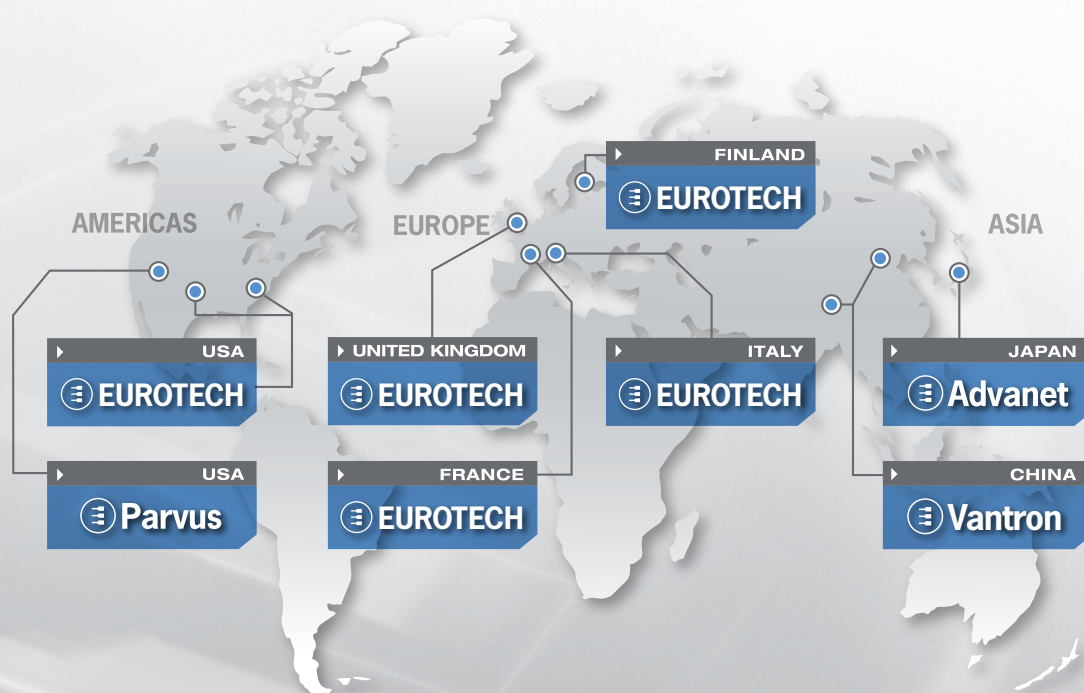 AMERICAS
USA
EUROTECH
USA
Parvus
EUROPE
FINLAND
EUROTECH
UNITED KINGDOM
EUROTECH
FRANCE
EUROTECH
ITALY
EUROTECH
ASIA
JAPAN
Advanet
CHINA
Vantron